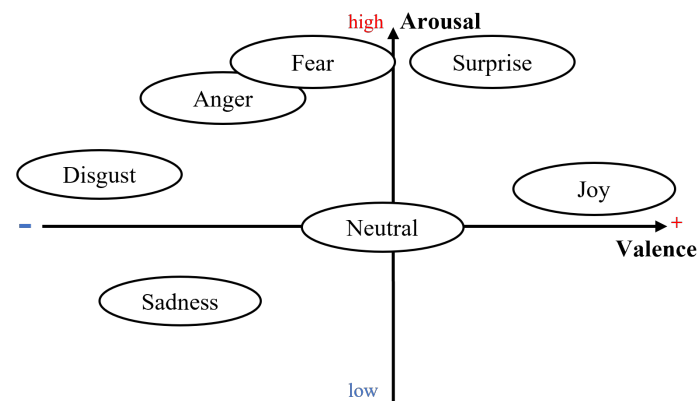 high Arousal
Fear
Surprise
Anger
Disgust
Joy
Neutral
- +
Valence
Sadness
low